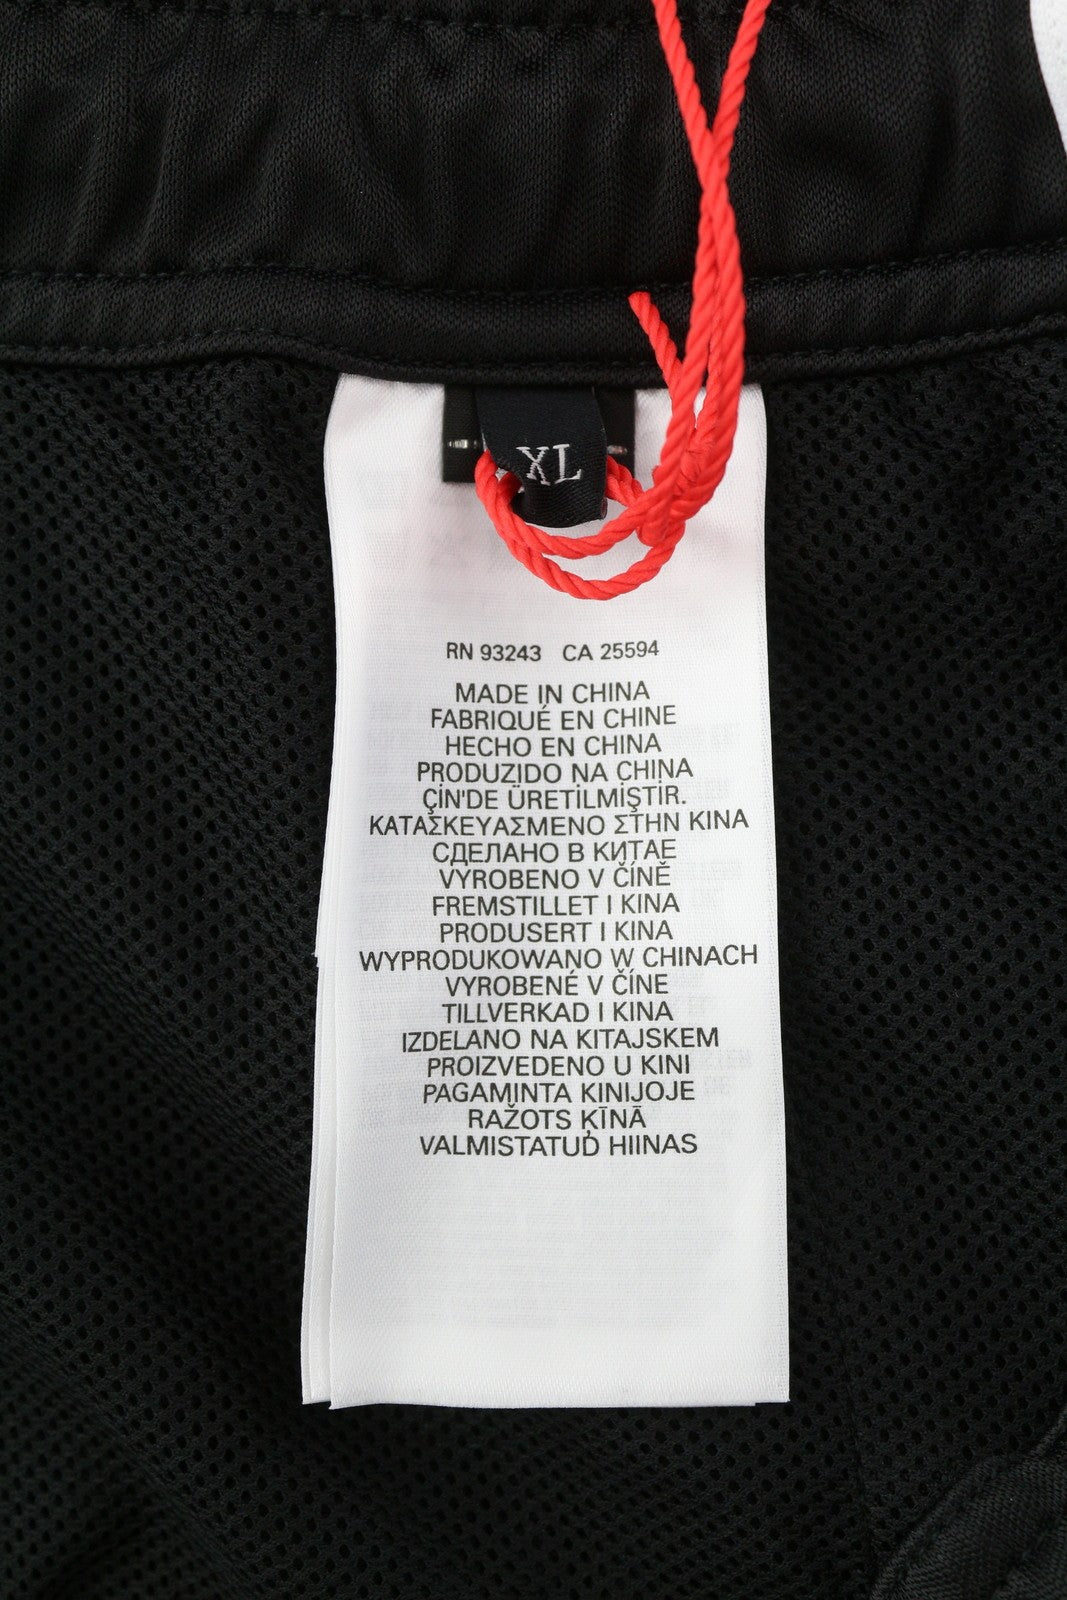 XL
RN 93243 CA 25594
MADE IN CHINA
FABRIQUÉ EN CHINE
HECHO EN CHINA
PRODUZIDO NA CHINA
ÇİN'DE ÜRETİLMİŞTİR.
ΚΑΤΑΣΚΕΥΑΣΜΕΝΟ ΣΤΗΝ ΚΙΝΑ
СДЕЛАНО В КИТАЕ
VYROBENO V ČÍNĚ
FREMSTILLET I KINA
PRODUSERT I KINA
WYPRODUKOWANO W CHINACH
VYROBENÉ V ČÍNE
TILLVERKAD I KINA
IZDELANO NA KITAJSKEM
PROIZVEDENO U KINI
PAGAMINTA KINIJOJE
RAŽOTS ĶĪNĀ
VALMISTATUD HIINAS